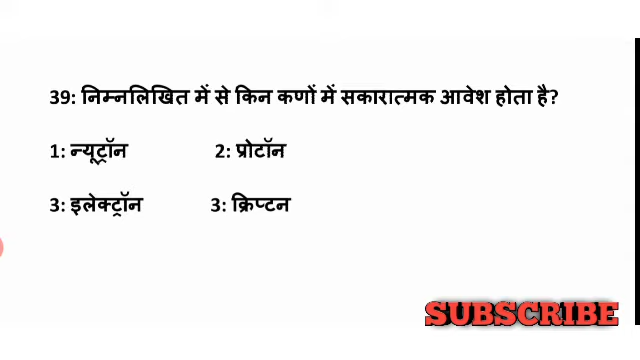 39: निम्नलिखित में से किन कणों में सकारात्मक आवेश होता है?
1: न्यूट्रॉन 2: प्रोटॉन
3: इलेक्ट्रॉन 3: क्रिप्टन
SUBSCRIBE